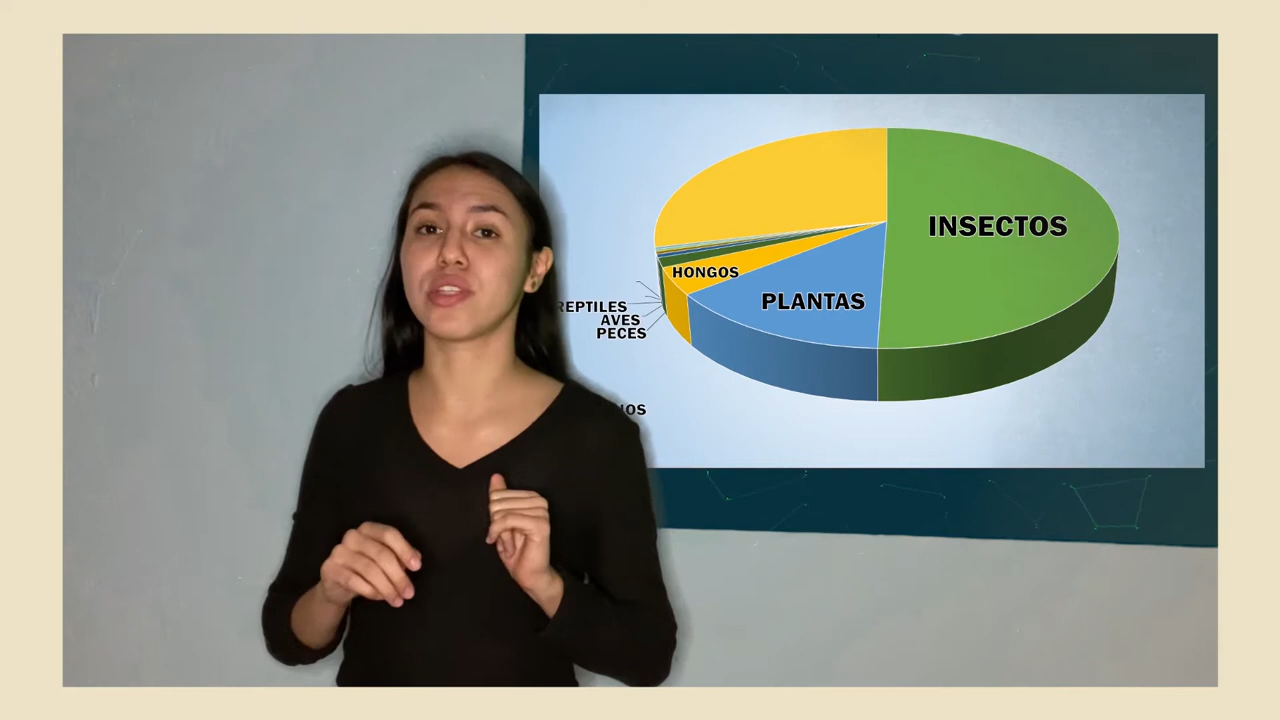 INSECTOS
HONGOS
PLANTAS
REPTILES
AVES
PECES